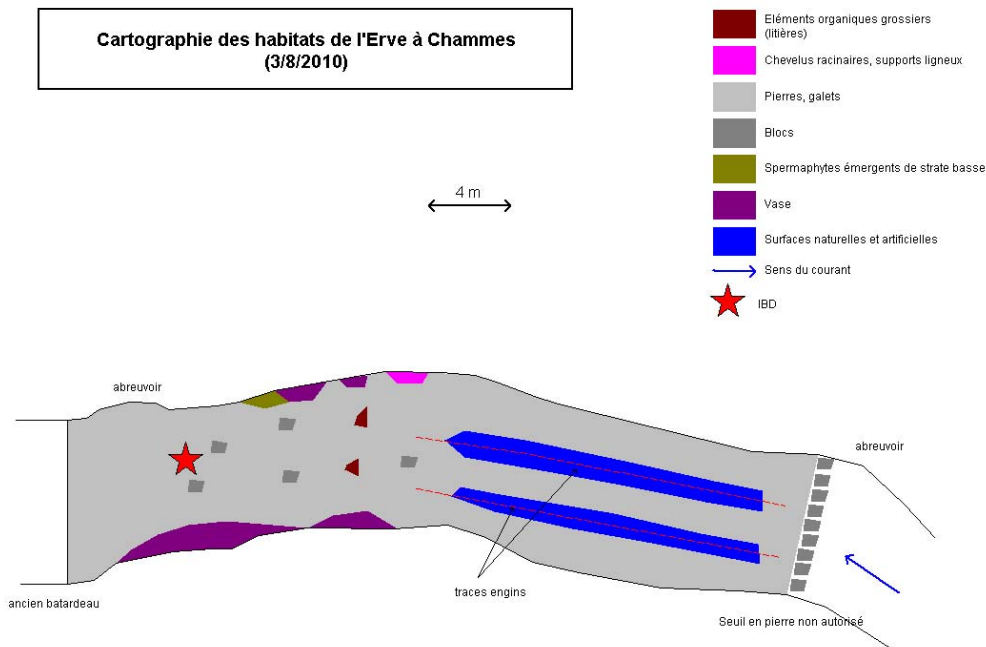 Cartographie des habitats de l'Erve à Chammes
(3/8/2010)
Eléments organiques grossiers
(litières)
Chevelus racinaires, supports ligneux
Pierres, galets
Blocs
Spermaphytes émergents de strate basse
Vase
Surfaces naturelles et artificielles
Sens du courant
IBD
4 m
abreuvoir
abreuvoir
traces engins
ancien batardeau
Seuil en pierre non autorisé